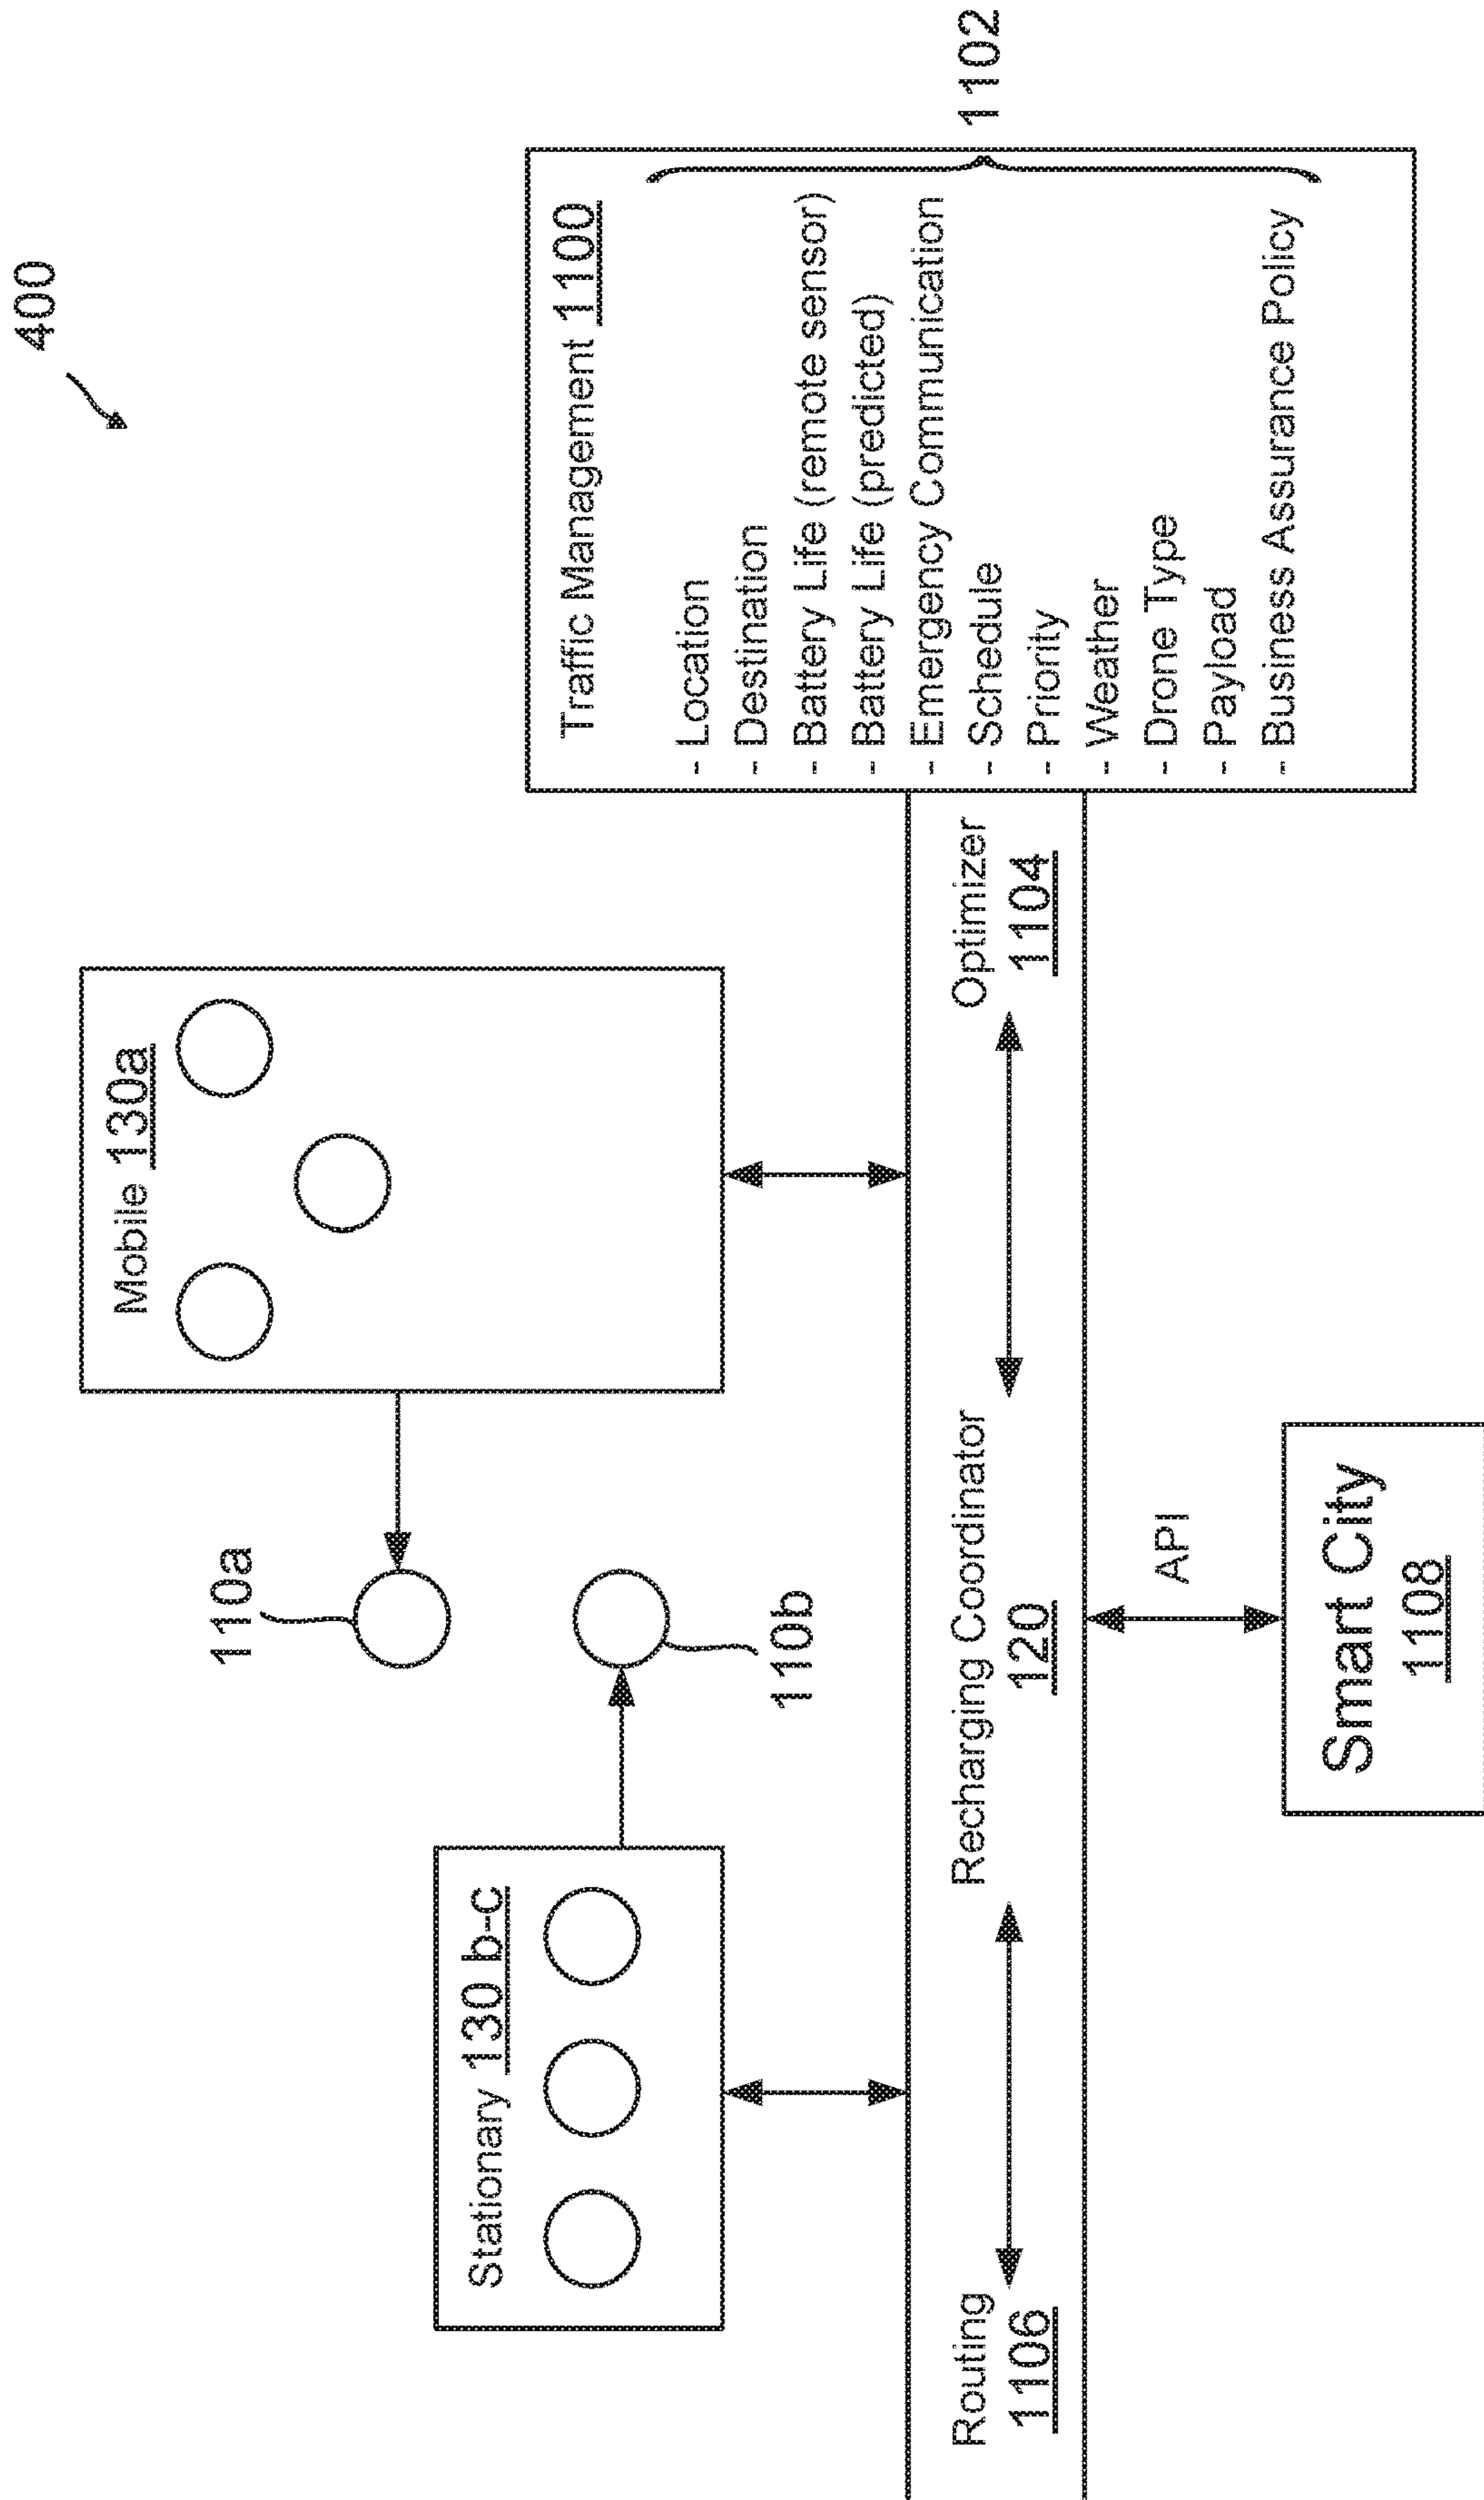 400
Mobile 130a
110a
Stationary 130 b-c
110b
Traffic Management 1100
- Location
- Destination
- Battery Life (remote sensor)
- Battery Life (predicted)
- Emergency Communication
- Schedule
- Priority
- Weather
- Drone Type
- Payload
- Business Assurance Policy
1102
Routing
1106
Recharging Coordinator
120
Optimizer
1104
API
Smart City
1108